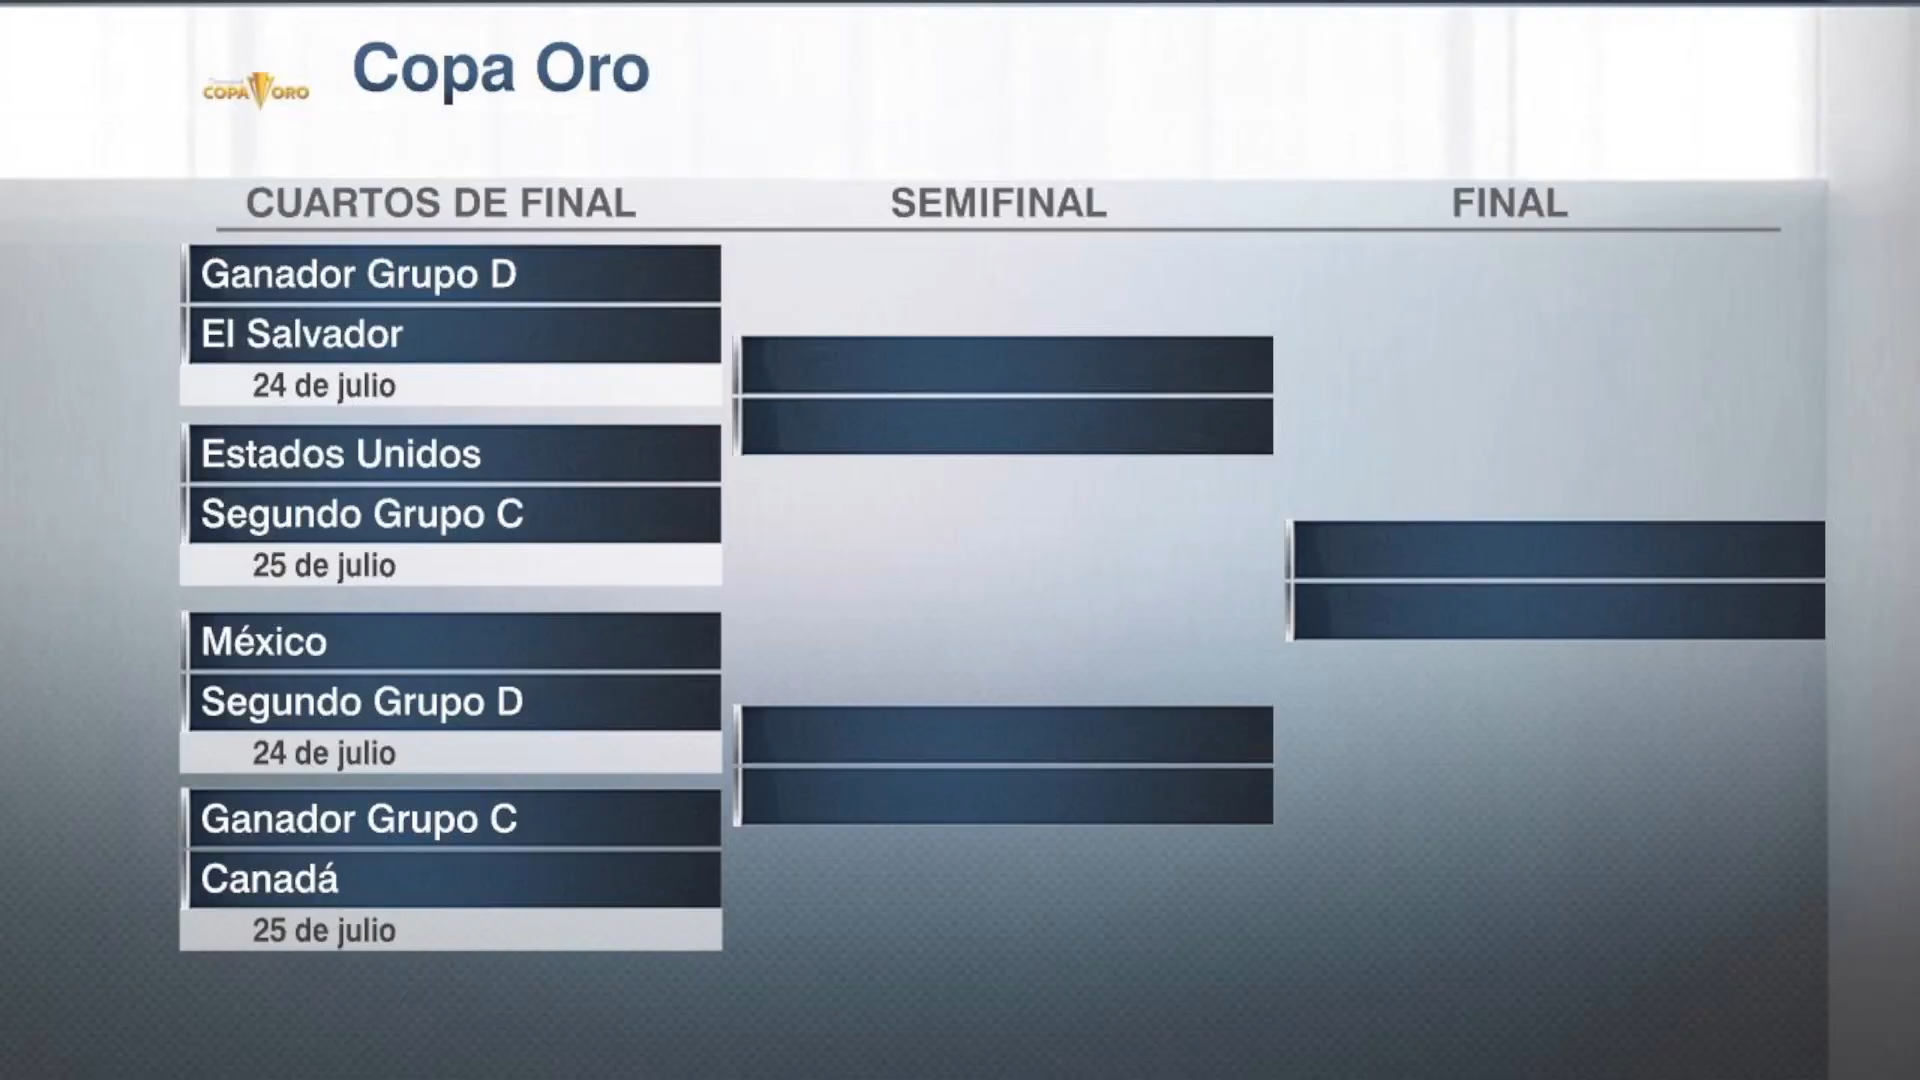 COPA ORO
Copa Oro
CUARTOS DE FINAL
SEMIFINAL
FINAL
Ganador Grupo D
El Salvador
24 de julio
Estados Unidos
Segundo Grupo C
25 de julio
México
Segundo Grupo D
24 de julio
Ganador Grupo C
Canadá
25 de julio